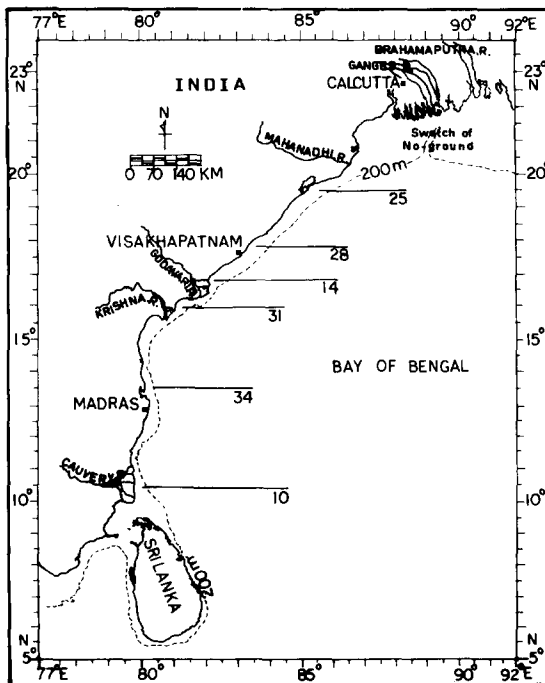 77°E 80° 85° 90° 92°E
BRAHAMAPUTRA.R.
GANGES
CALCUTTA
INDIA
N
23° N
23° N
MAHANADHI.R.
Swatch of
No-ground
0 70 140 KM
200m
20°
20°
25
VISAKHAPATNAM
28
GODAVARI.R
14
KRISHNA.R.
31
15°
15°
BAY OF BENGAL
34
MADRAS
CAUVERY
10
10°
10°
SRI LANKA
200m
N
5°
N
5°
77°E 80° 85° 90° 92°E